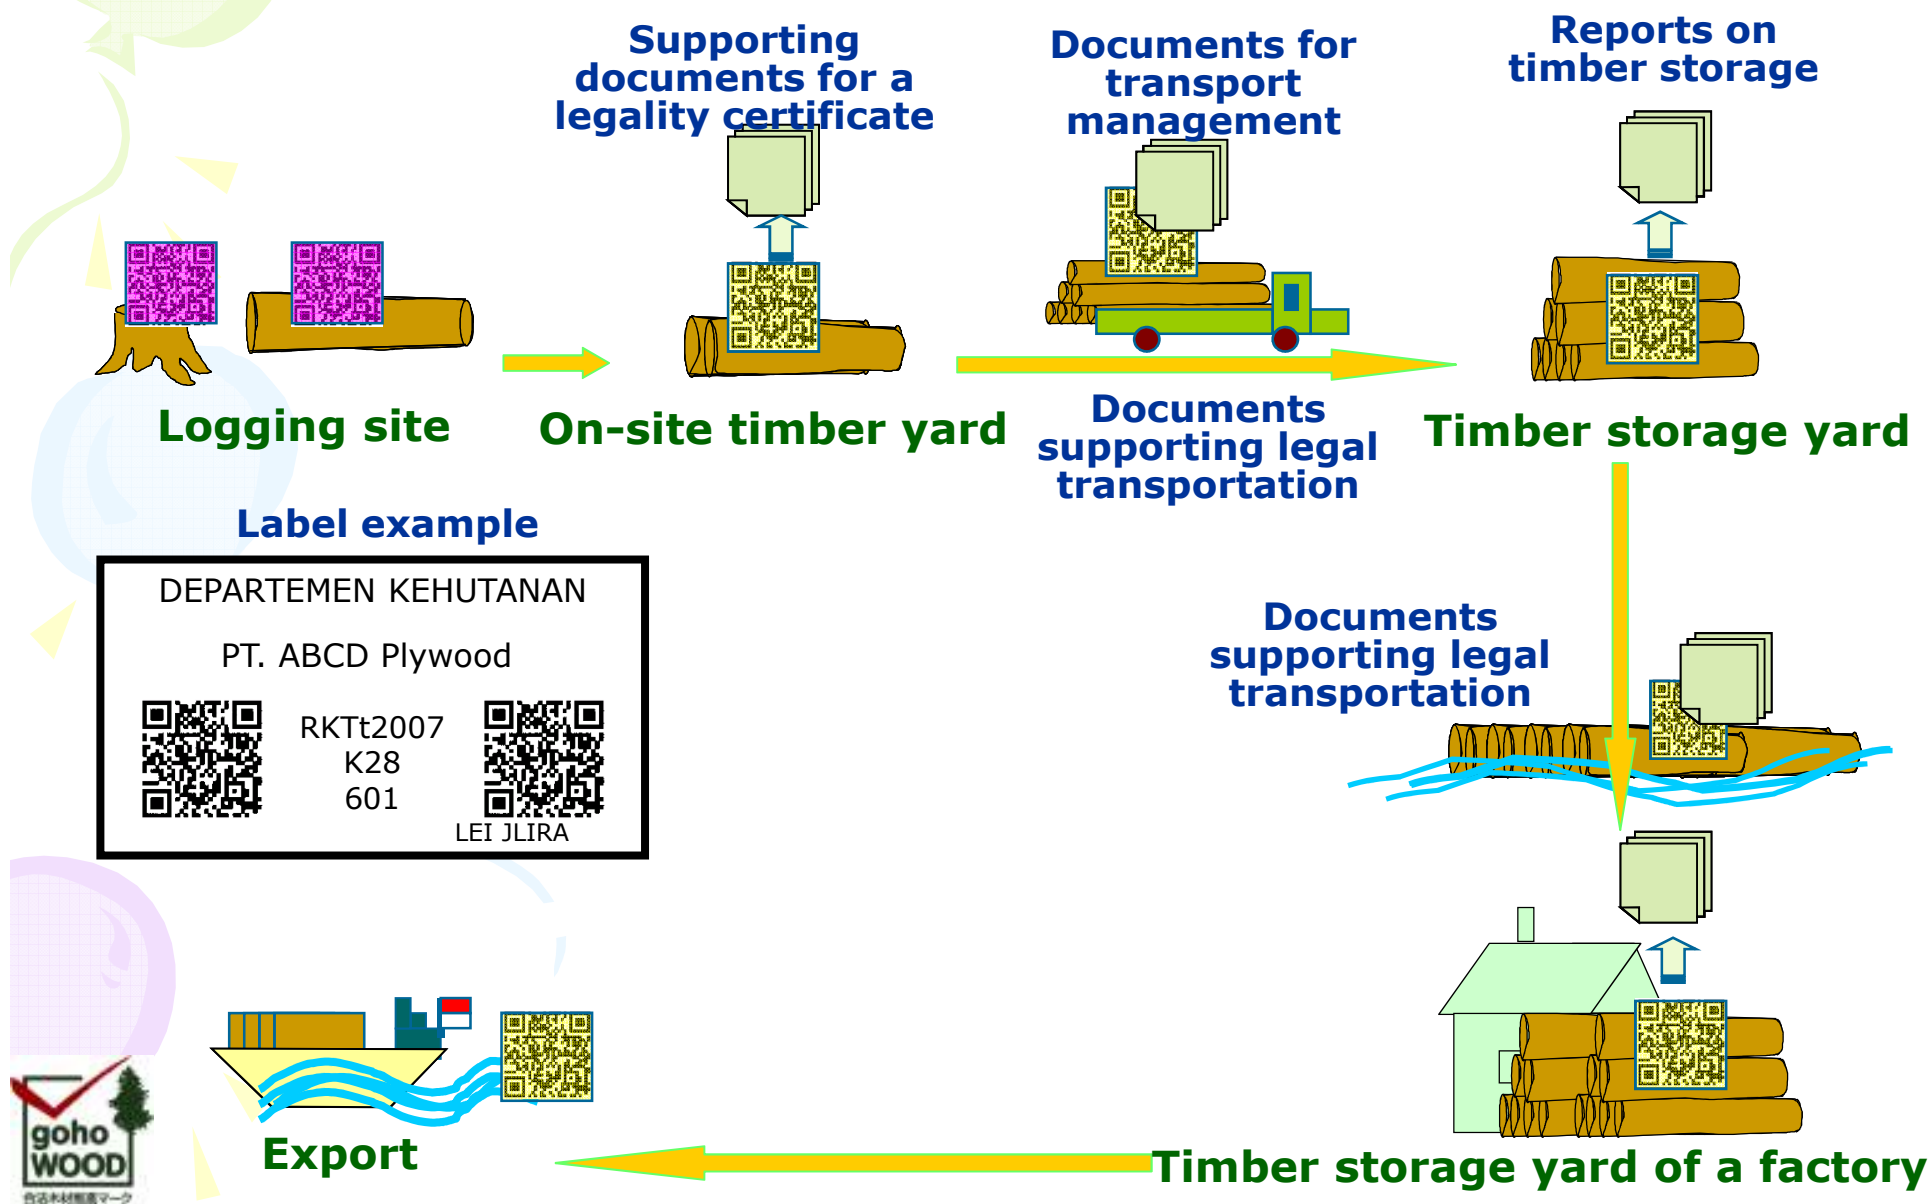 Supporting
documents for a
legality certificate
Documents for
transport
management
Reports on
timber storage
Logging site
On-site timber yard
Documents
supporting legal
transportation
Timber storage yard
Label example
DEPARTEMEN KEHUTANAN
PT. ABCD Plywood
RKTt2007
K28
601
LEI JLIRA
Documents
supporting legal
transportation
goho
WOOD
Export
Timber storage yard of a factory